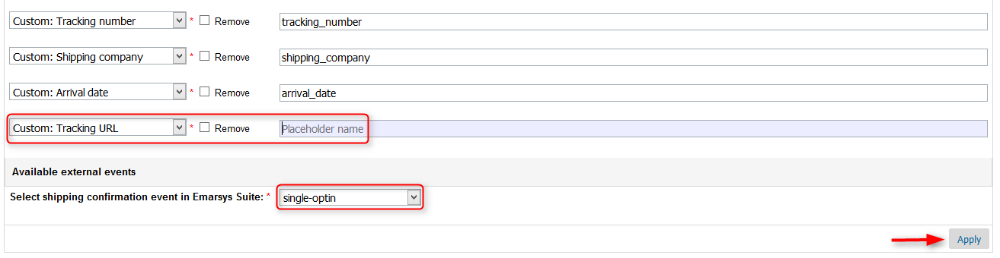 Custom: Tracking number * Remove tracking_number
Custom: Shipping company * Remove shipping_company
Custom: Arrival date * Remove arrival_date
Custom: Tracking URL * Remove Placeholder name
Available external events
Select shipping confirmation event in Emarsys Suite: * single-optin
Apply